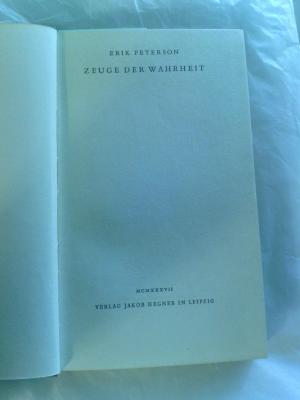 ERIK PETERSON
ZEUGE DER WAHRHEIT
MCMXXXVII
VERLAG JAKOB HEGNER IN LEIPZIG